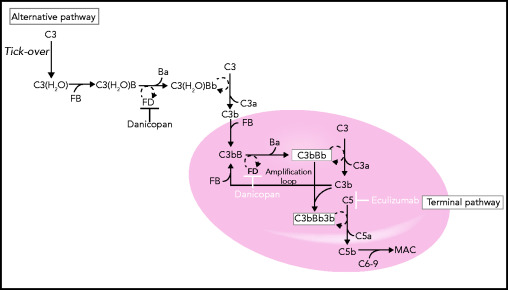 Alternative pathway
C3
Tick-over
C3(H₂O)
FB
C3(H₂O)B
Ba
FD
Danicopan
C3(H₂O)Bb
C3
C3a
C3b
FB
C3bB
Ba
FD
Danicopan
FB
C3bBb
Amplification
loop
C3
C3a
C3b
C5
Eculizumab
Terminal pathway
C3bBb3b
C5a
C5b
C6-9
MAC